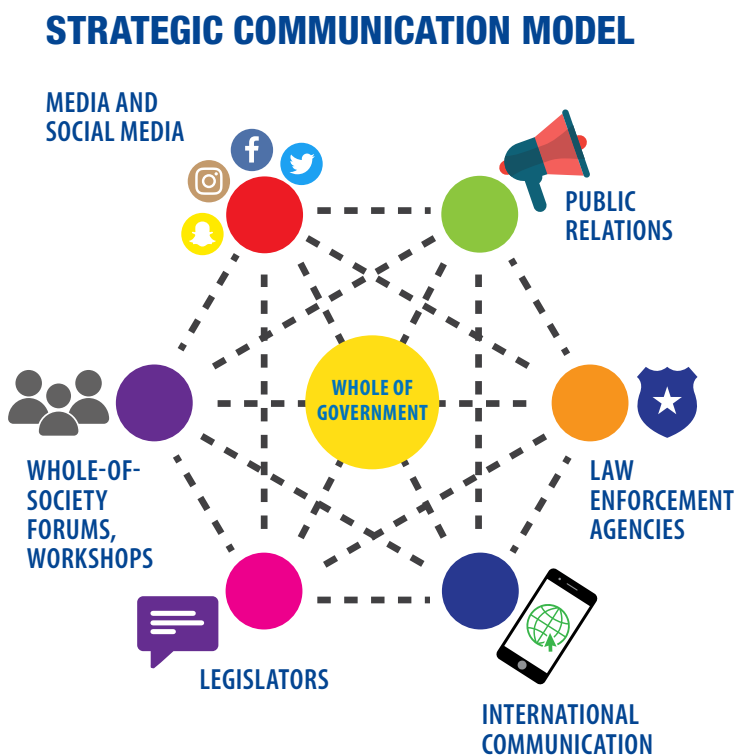 STRATEGIC COMMUNICATION MODEL
MEDIA AND
SOCIAL MEDIA
PUBLIC
RELATIONS
WHOLE OF
GOVERNMENT
WHOLE-OF-
SOCIETY
FORUMS,
WORKSHOPS
LAW
ENFORCEMENT
AGENCIES
LEGISLATORS
INTERNATIONAL
COMMUNICATION